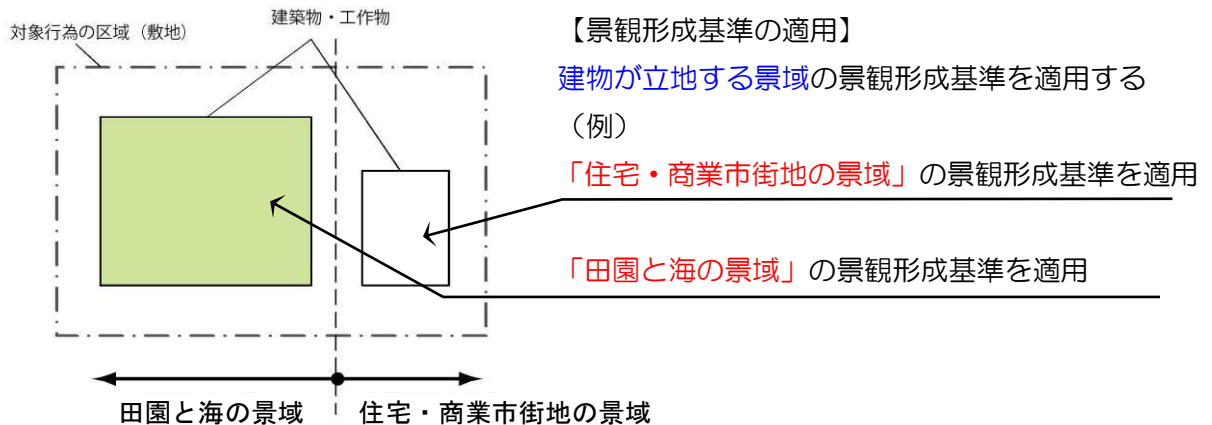 対象行為の区域（敷地）
建築物・工作物
【景観形成基準の適用】
建物が立地する景域の景観形成基準を適用する
（例）
「住宅・商業市街地の景域」の景観形成基準を適用
「田園と海の景域」の景観形成基準を適用
田園と海の景域
住宅・商業市街地の景域